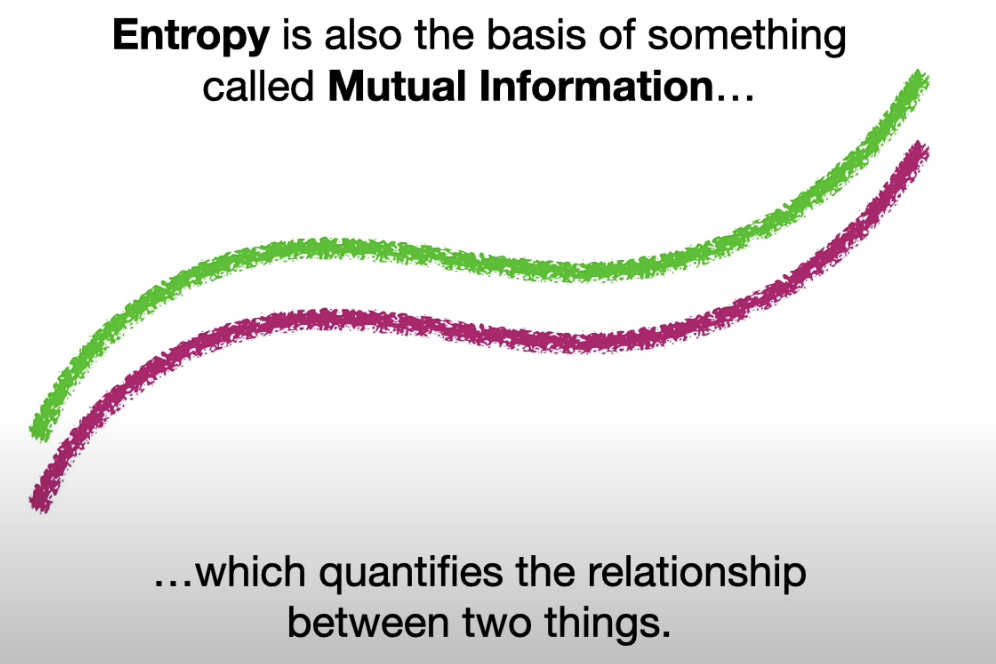 Entropy is also the basis of something
called Mutual Information…
…which quantifies the relationship
between two things.